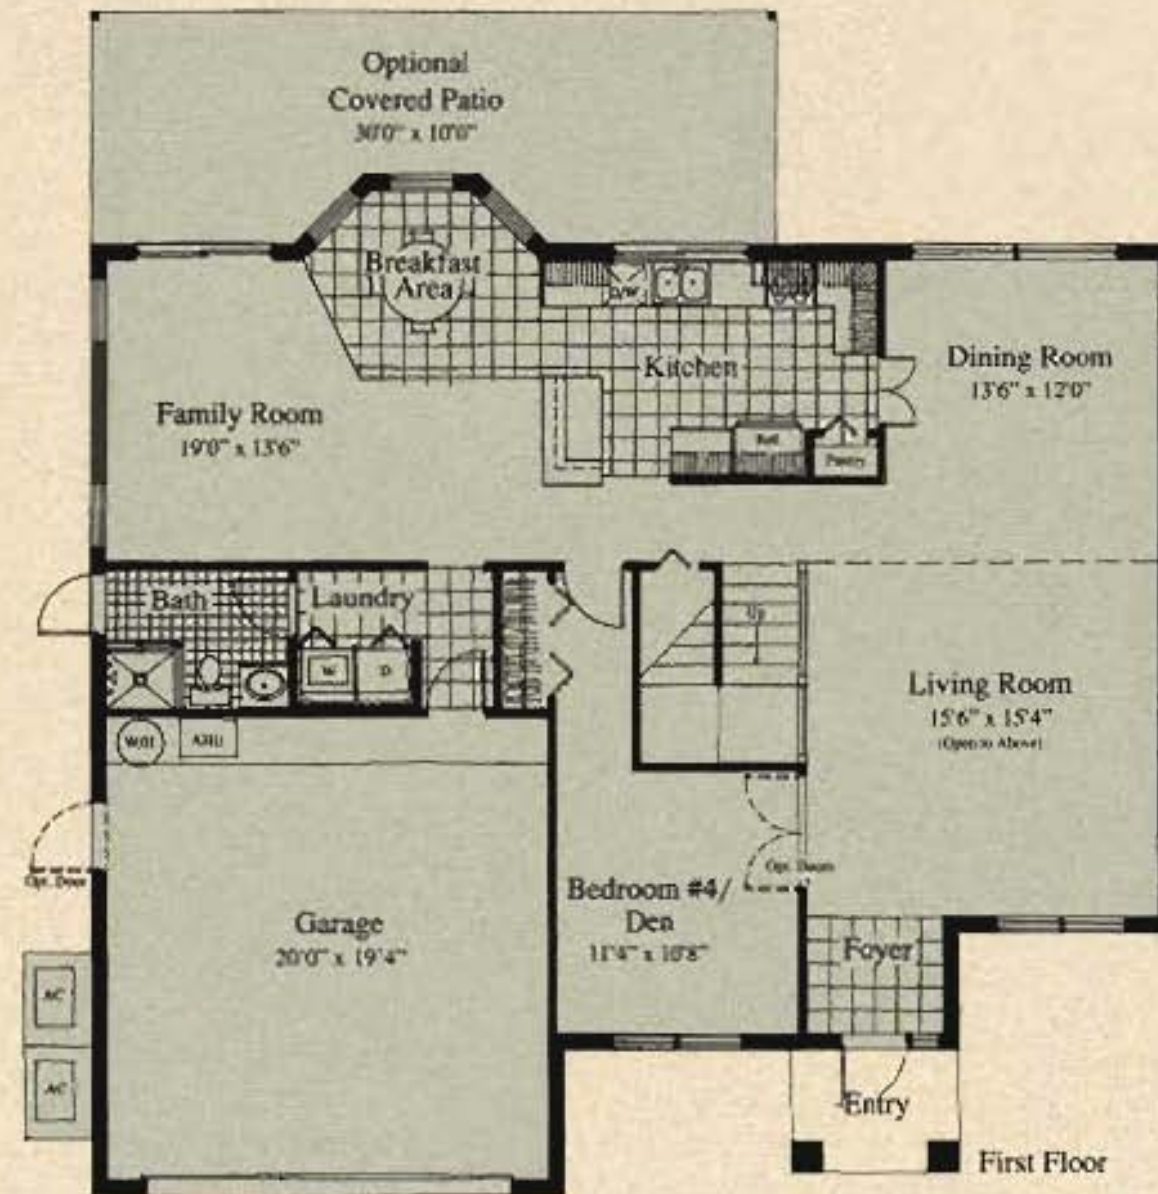 Optional
Covered Patio
30'0" x 10'0"
Breakfast
Area
D/W
Kitchen
Dining Room
13'6" x 12'0"
Family Room
19'0" x 13'6"
Ref
Pantry
Bath
Laundry
W
D
Up
Living Room
15'6" x 15'4"
(Open to Above)
W/H
AHU
Opt. Door
Opt. Doors
Bedroom #4/
Den
11'4" x 10'8"
Garage
20'0" x 19'4"
Foyer
AC
AC
Entry
First Floor